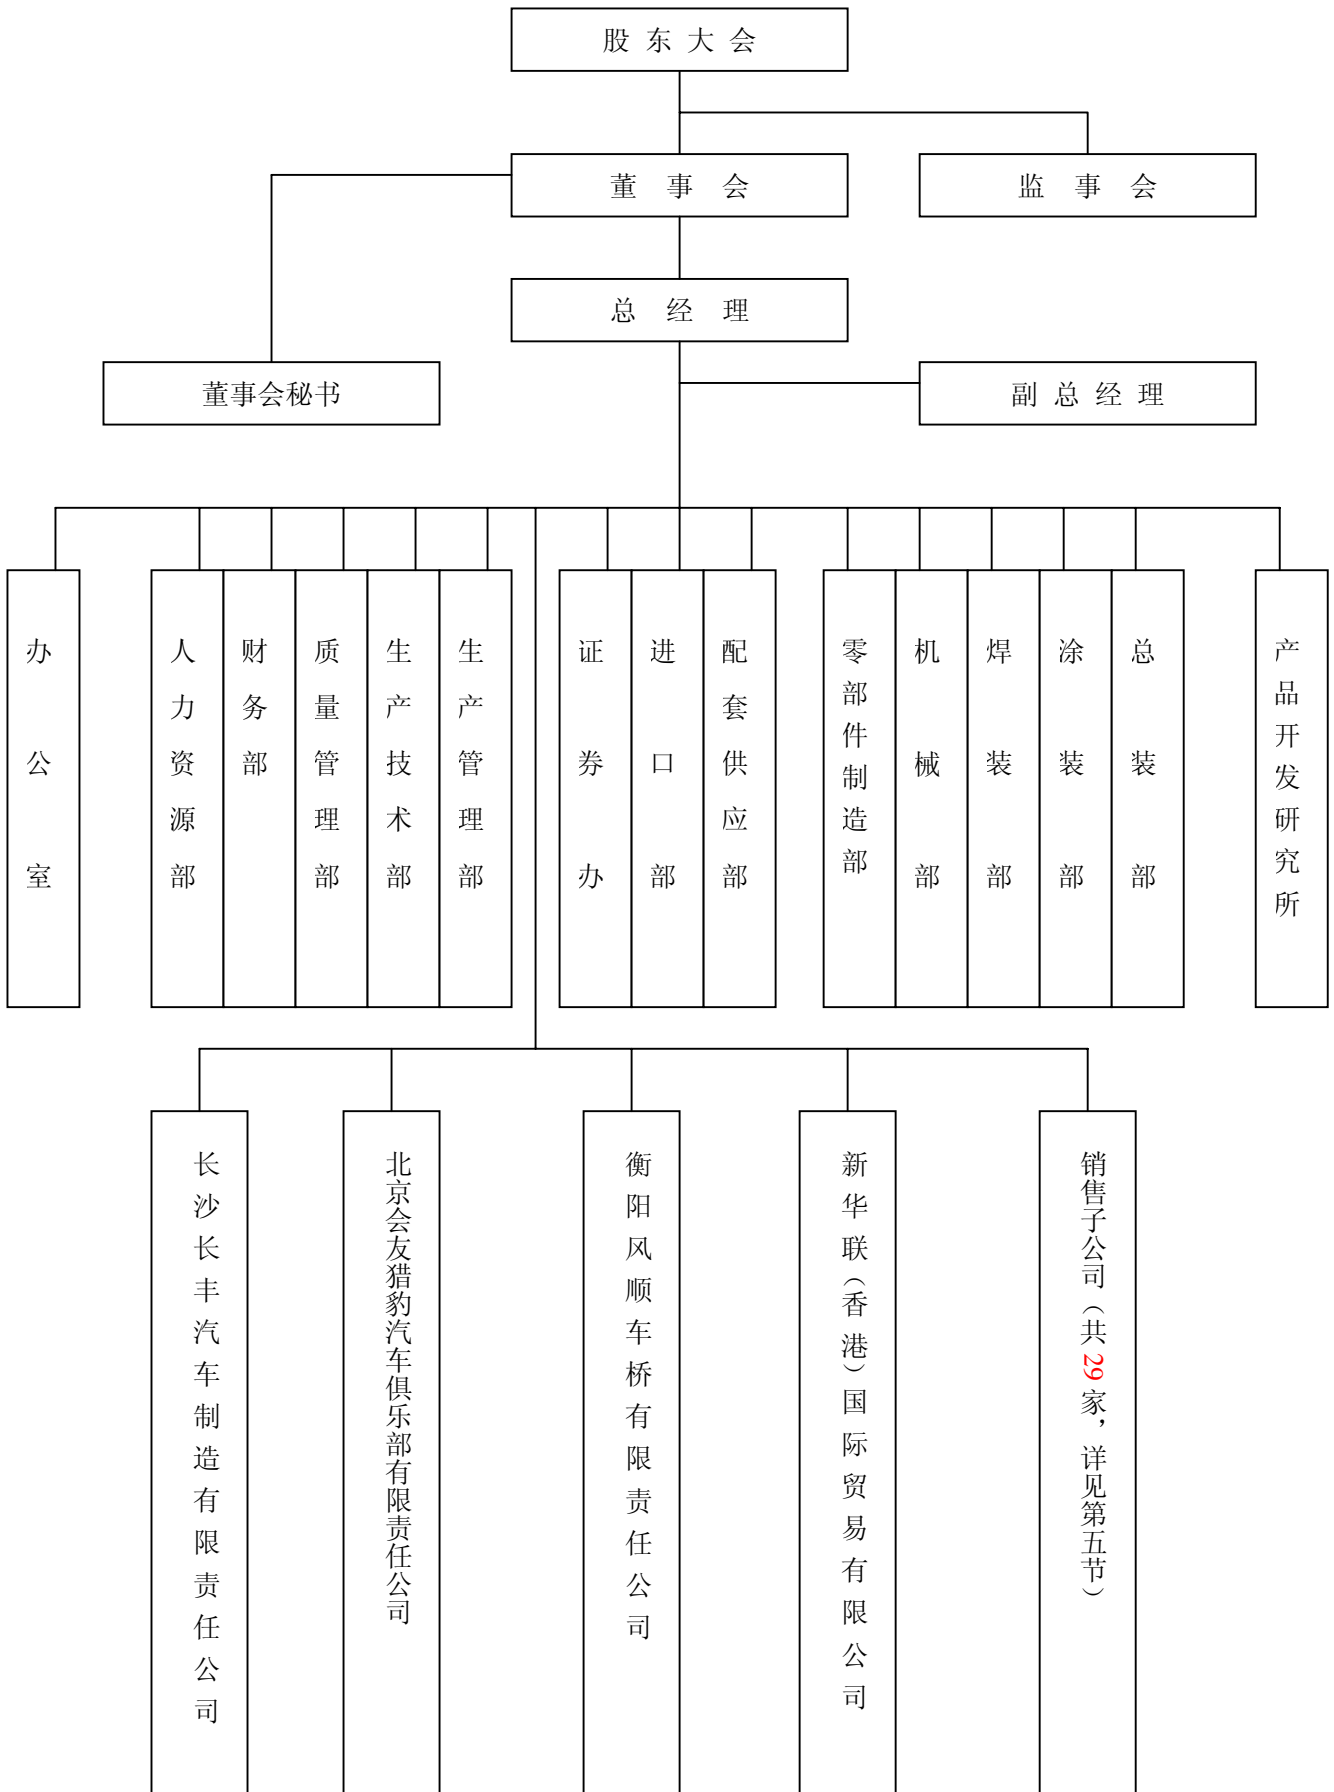 股东大会
董事会
监事会
总经理
董事会秘书
副总经理
办公室
人力资源部
财务部
质量管理部
生产技术部
生产管理部
证券办
进口部
配套供应部
零部件制造部
机械部
焊装部
涂装部
总装部
产品开发研究所
长沙长丰汽车制造有限责任公司
北京会友猎豹汽车俱乐部有限责任公司
衡阳风顺车桥有限责任公司
新华联（香港）国际贸易有限公司
销售子公司（共29家，详见第五节）